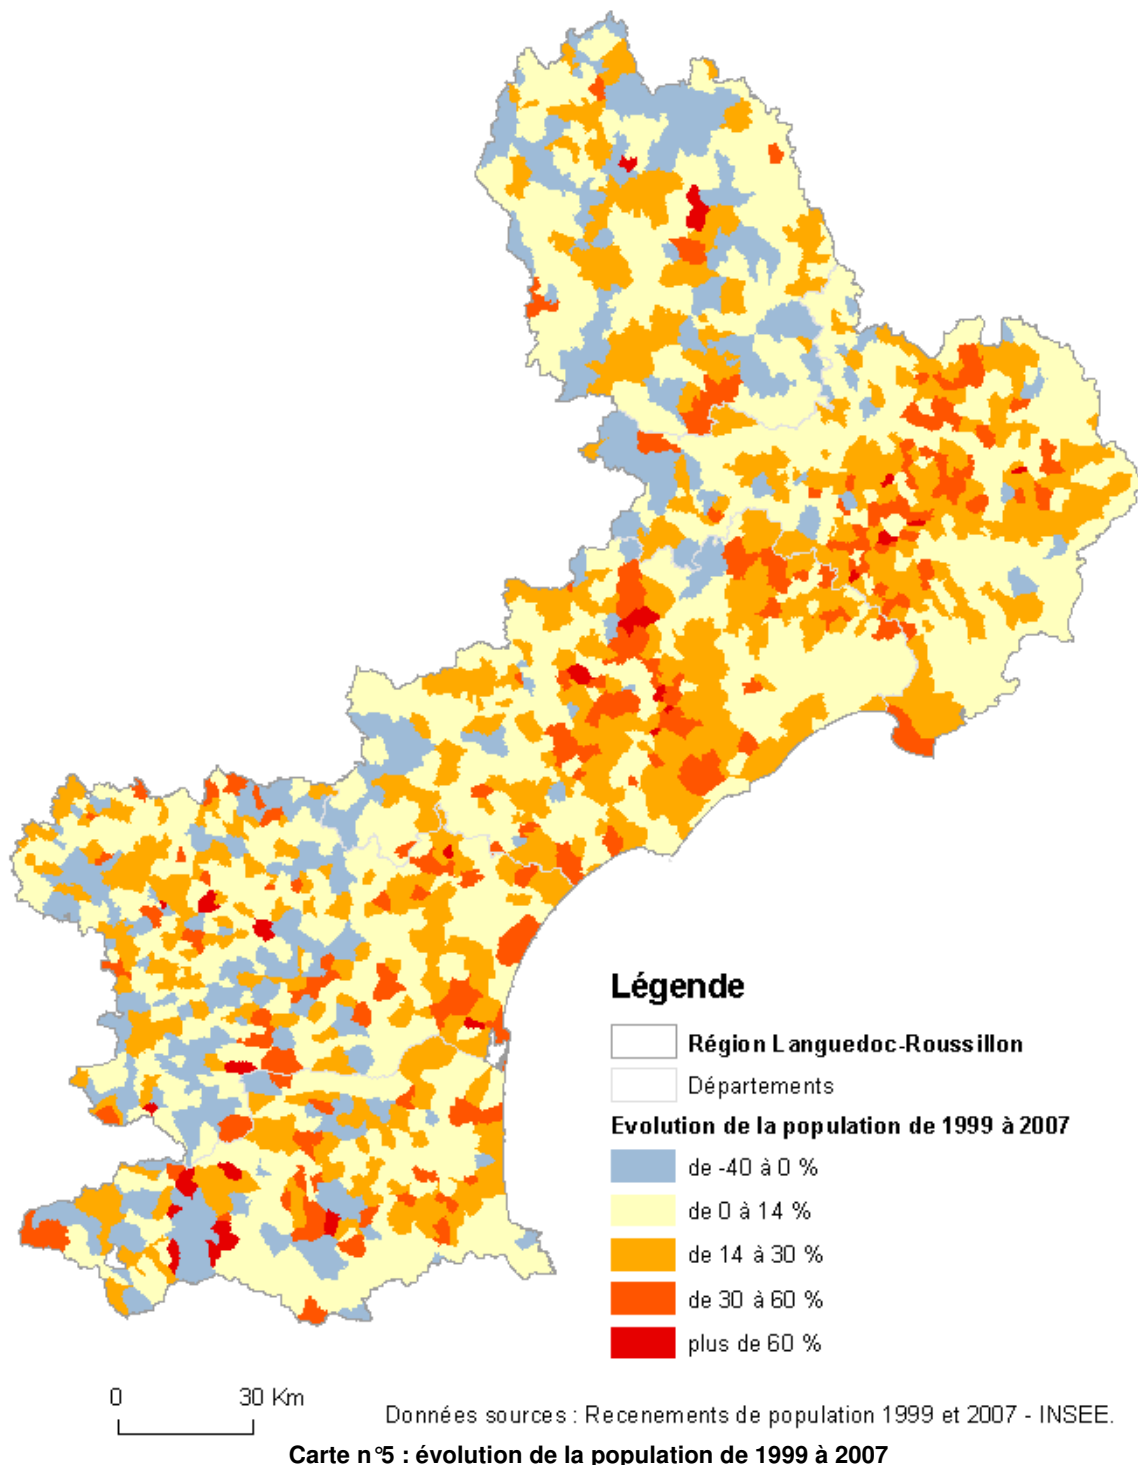 Légende
Région Languedoc-Roussillon
Départements
Evolution de la population de 1999 à 2007
de -40 à 0 %
de 0 à 14 %
de 14 à 30 %
de 30 à 60 %
plus de 60 %
0 30 Km
Données sources : Recenements de population 1999 et 2007 - INSEE.
Carte n°5 : évolution de la population de 1999 à 2007